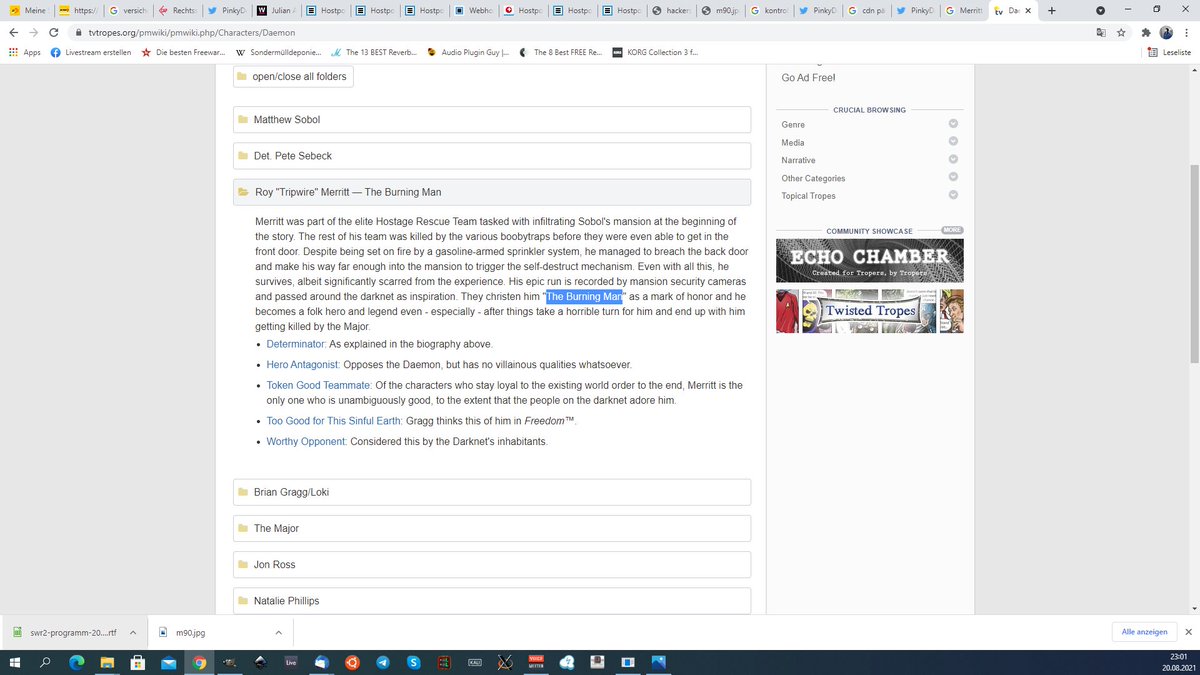 Meine
https://
versich
Rechts
PinkyD
Julian A
Hostpo
Hostpo
Hostpo
Webho
Hostpo
Hostpo
Hostpo
hacker
m90.jp
kontrol
PinkyD
cdn pä
PinkyD
Merritt
Dae
tvtropes.org/pmwiki/pmwiki.php/Characters/Daemon
Apps
Livestream erstellen
Die besten Freewar...
Sondermülldeponie...
The 13 BEST Reverb...
Audio Plugin Guy |...
The 8 Best FREE Re...
KORG Collection 3 f...
Leseliste
open/close all folders
Matthew Sobol
Det. Pete Sebeck
Roy "Tripwire" Merritt — The Burning Man
Merritt was part of the elite Hostage Rescue Team tasked with infiltrating Sobol's mansion at the beginning of
the story. The rest of his team was killed by the various boobytraps before they were even able to get in the
front door. Despite being set on fire by a gasoline-armed sprinkler system, he managed to breach the back door
and make his way far enough into the mansion to trigger the self-destruct mechanism. Even with all this, he
survives, albeit significantly scarred from the experience. His epic run is recorded by mansion security cameras
and passed around the darknet as inspiration. They christen him "The Burning Man" as a mark of honor and he
becomes a folk hero and legend even - especially - after things take a horrible turn for him and end up with him
getting killed by the Major.
• Determinator: As explained in the biography above.
• Hero Antagonist: Opposes the Daemon, but has no villainous qualities whatsoever.
• Token Good Teammate: Of the characters who stay loyal to the existing world order to the end, Merritt is the
only one who is unambiguously good, to the extent that the people on the darknet adore him.
• Too Good for This Sinful Earth: Gragg thinks this of him in Freedom™.
• Worthy Opponent: Considered this by the Darknet's inhabitants.
Brian Gragg/Loki
The Major
Jon Ross
Natalie Phillips
Go Ad Free!
CRUCIAL BROWSING
Genre
Media
Narrative
Other Categories
Topical Tropes
COMMUNITY SHOWCASE
MORE
ECHO CHAMBER
Created for Tropers, by Tropers
Twisted Tropes
swr2-programm-20....rtf
m90.jpg
Alle anzeigen
Live
23:01
20.08.2021